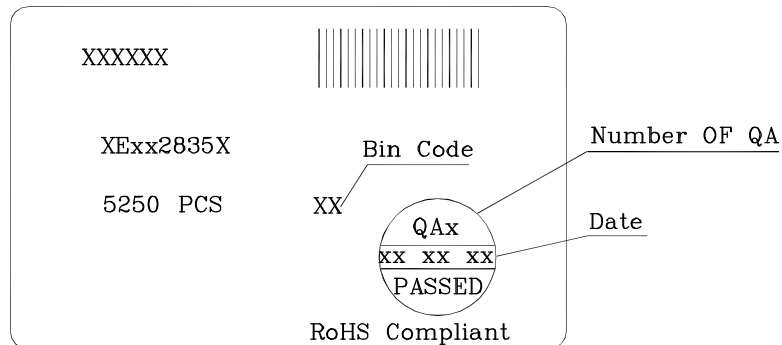 XXXXXX
XExx2835X
Bin Code
Number OF QA
5250 PCS
XX
QAx
Date
xx xx xx
PASSED
RoHS Compliant